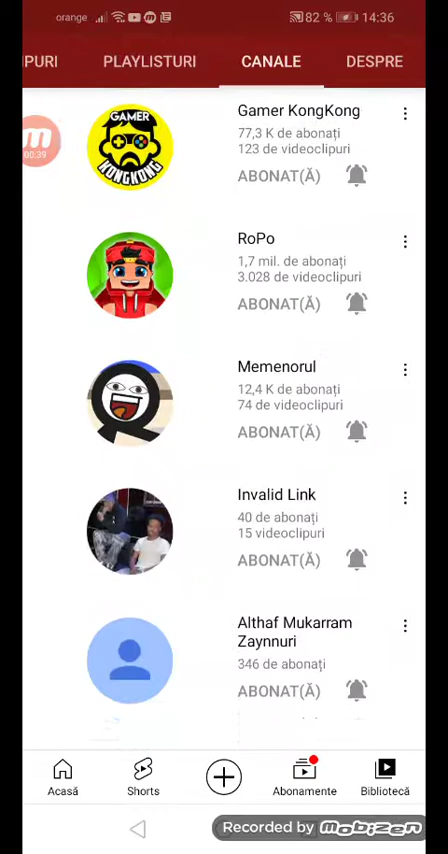 orange 82 % 14:36
IPURI PLAYLISTURI CANALE DESPRE
00:39
GAMER
KONGKONG
Gamer KongKong
77,3 K de abonați
123 de videoclipuri
ABONAT(Ă)
RoPo
1,7 mil. de abonați
3.028 de videoclipuri
ABONAT(Ă)
Memenorul
12,4 K de abonați
74 de videoclipuri
ABONAT(Ă)
Invalid Link
40 de abonați
15 videoclipuri
ABONAT(Ă)
Althaf Mukarram
Zaynnuri
346 de abonați
ABONAT(Ă)
Acasă Shorts Abonamente Bibliotecă
Recorded by mobizen